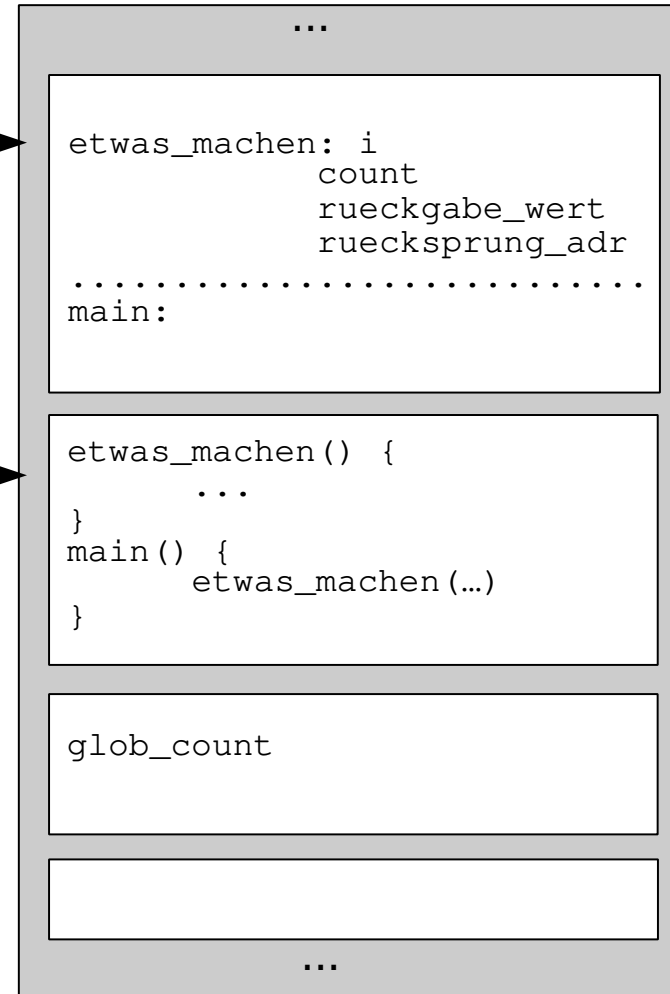 ...
etwas_machen: i
count
rueckgabe_wert
ruecksprung_adr
............................
main:
etwas_machen() {
...
}
main() {
etwas_machen(…)
}
glob_count
...